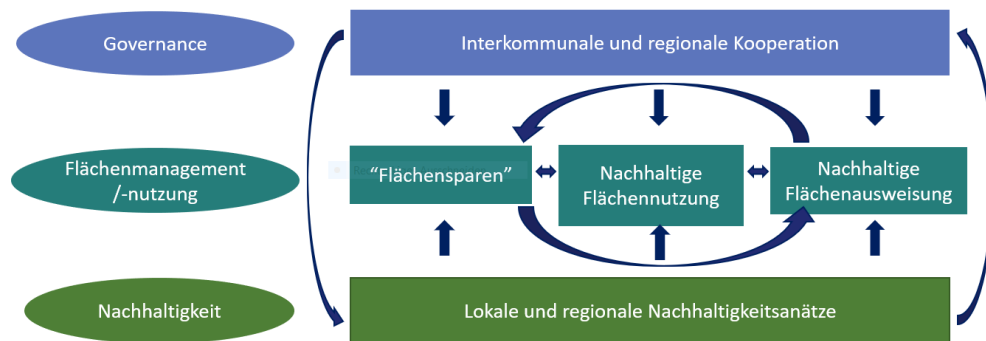 Governance
Interkommunale und regionale Kooperation
Flächenmanagement
/-nutzung
"Flächensparen"
Nachhaltige
Flächennutzung
Nachhaltige
Flächenausweisung
Nachhaltigkeit
Lokale und regionale Nachhaltigkeitsanätze